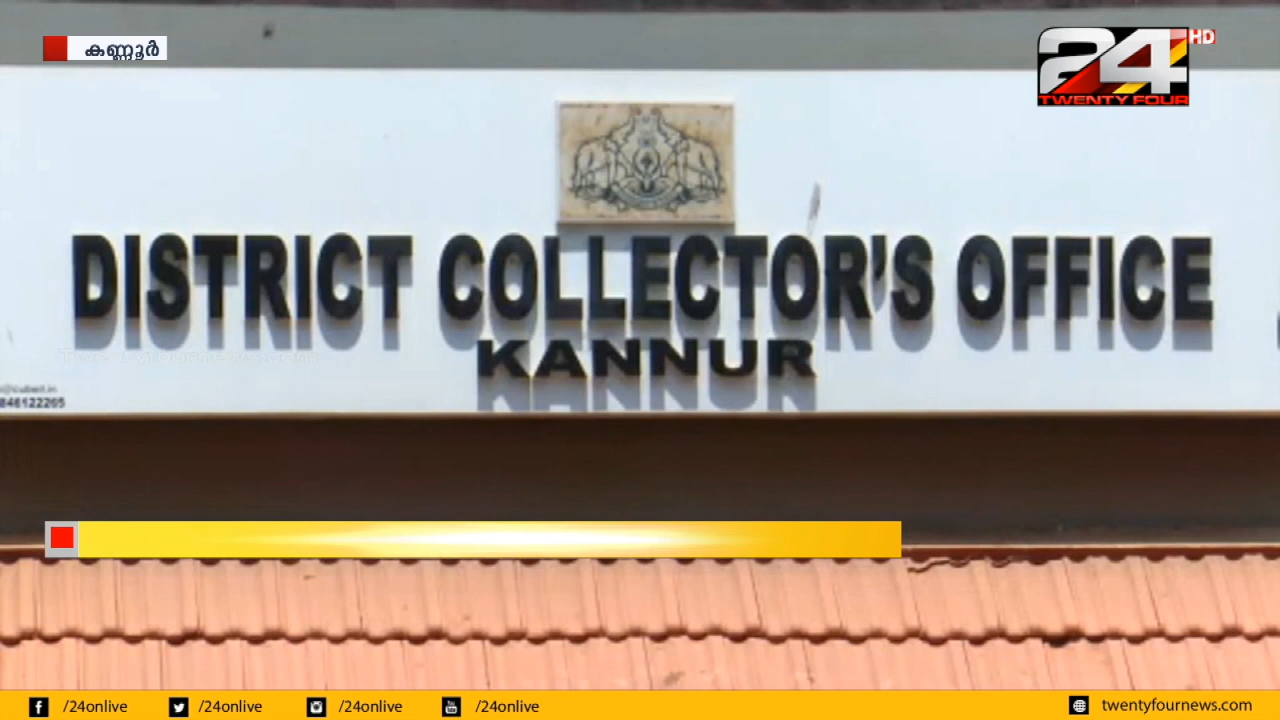 കണ്ണൂർ
24 HD
TWENTY FOUR
DISTRICT COLLECTOR'S OFFICE
KANNUR
/24onlive
/24onlive
/24onlive
/24onlive
twentyfournews.com